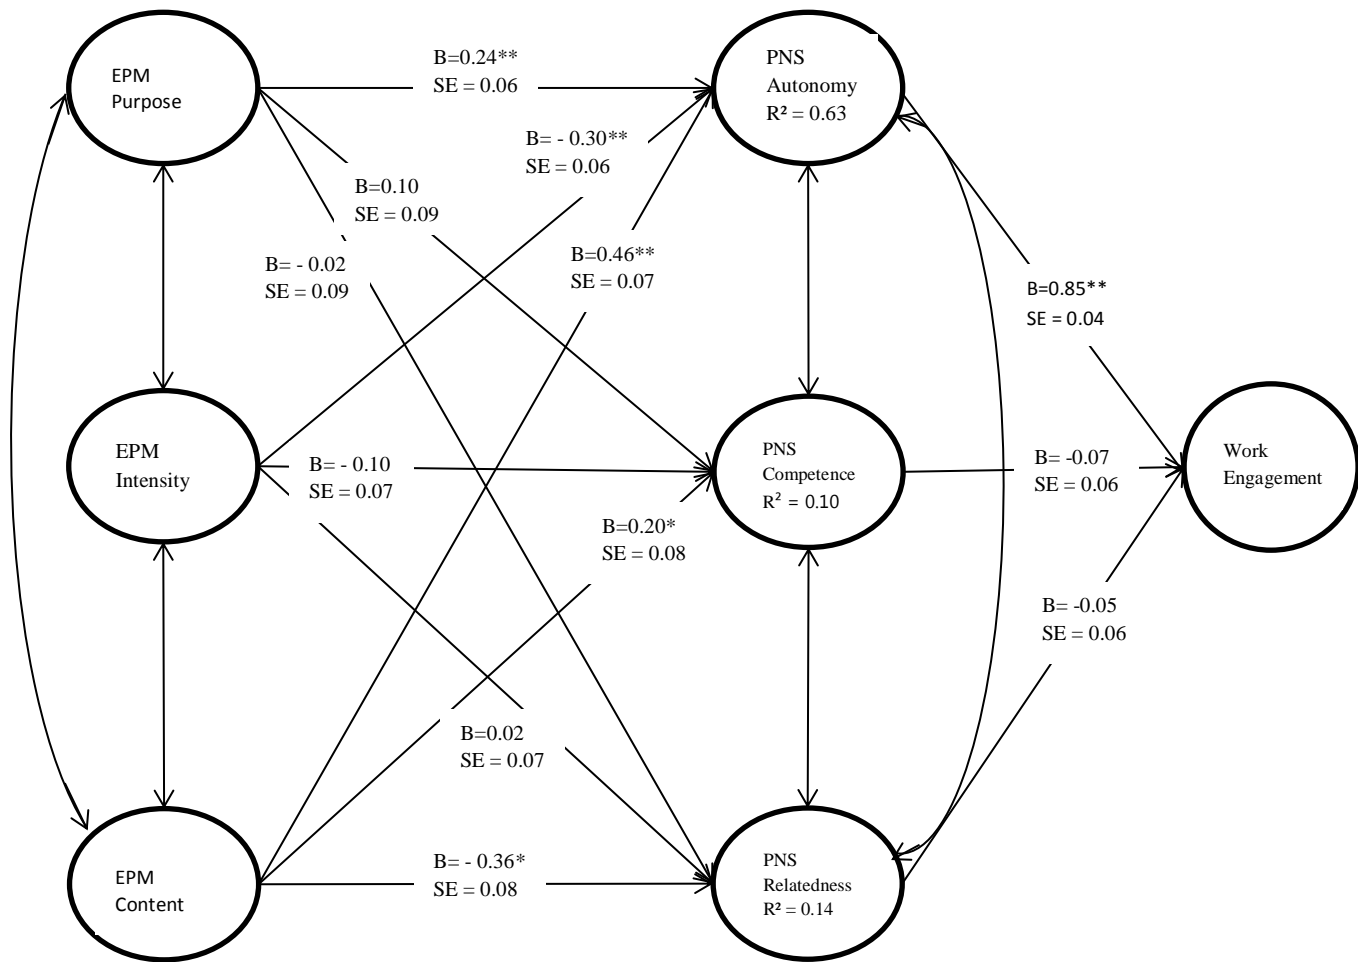 EPM
Purpose
B=0.24**
SE = 0.06
PNS
Autonomy
R² = 0.63
B= - 0.30**
SE = 0.06
B=0.10
SE = 0.09
B= - 0.02
SE = 0.09
B=0.46**
SE = 0.07
B=0.85**
SE = 0.04
EPM
Intensity
B= - 0.10
SE = 0.07
PNS
Competence
R² = 0.10
B= -0.07
SE = 0.06
Work
Engagement
B=0.20*
SE = 0.08
B= -0.05
SE = 0.06
B=0.02
SE = 0.07
EPM
Content
B= - 0.36*
SE = 0.08
PNS
Relatedness
R² = 0.14